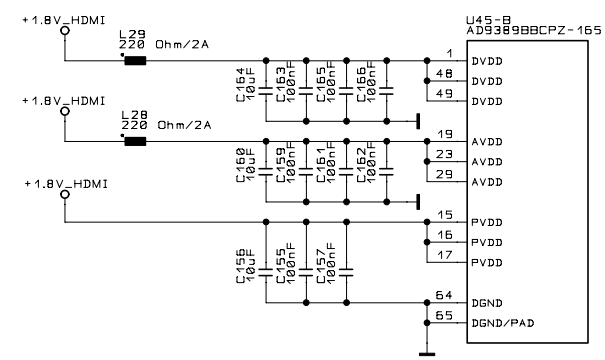 +1.8V_HDMI
L29
220 Ohm/2A
U45-B
AD9389BBCPZ-165
C164
10uF
C163
100nF
C165
100nF
C166
100nF
1
DVDD
48
DVDD
49
DVDD
+1.8V_HDMI
L28
220 Ohm/2A
C160
10uF
C159
100nF
C161
100nF
C162
100nF
19
AVDD
23
AVDD
29
AVDD
+1.8V_HDMI
C156
10uF
C155
100nF
C157
100nF
15
PVDD
16
PVDD
17
PVDD
64
DGND
65
DGND/PAD